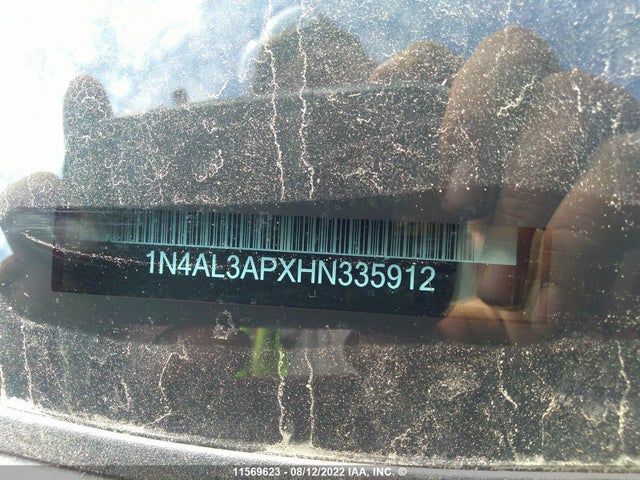 1N4AL3APXHN335912
11569623 - 08/12/2022 IAA, INC. ©